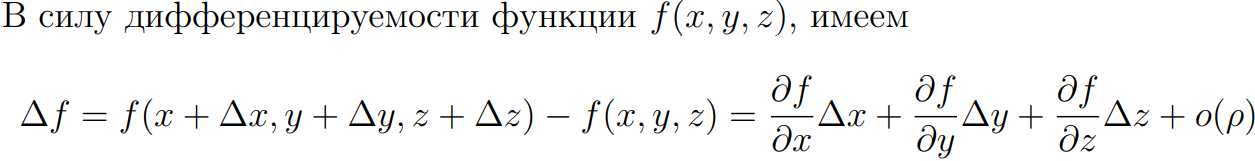 В силу дифференцируемости функции f(x, y, z), имеем
Δf = f(x + Δx, y + Δy, z + Δz) − f(x, y, z) = ∂f/∂x Δx + ∂f/∂y Δy + ∂f/∂z Δz + o(ρ)